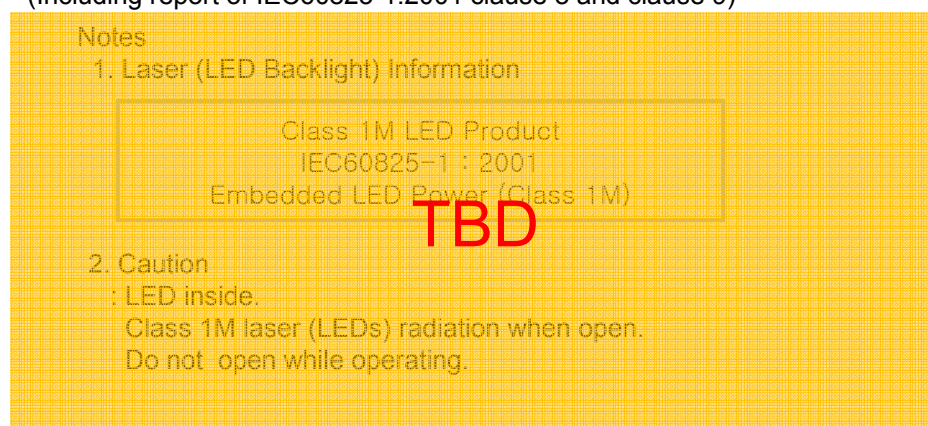 (Including report of IEC60825-1:2001 clause 8 and clause 9)
Notes
1. Laser (LED Backlight) Information
Class 1M LED Product
IEC60825-1 : 2001
Embedded LED Power (Class 1M)
TBD
2. Caution
: LED inside.
Class 1M laser (LEDs) radiation when open.
Do not open while operating.